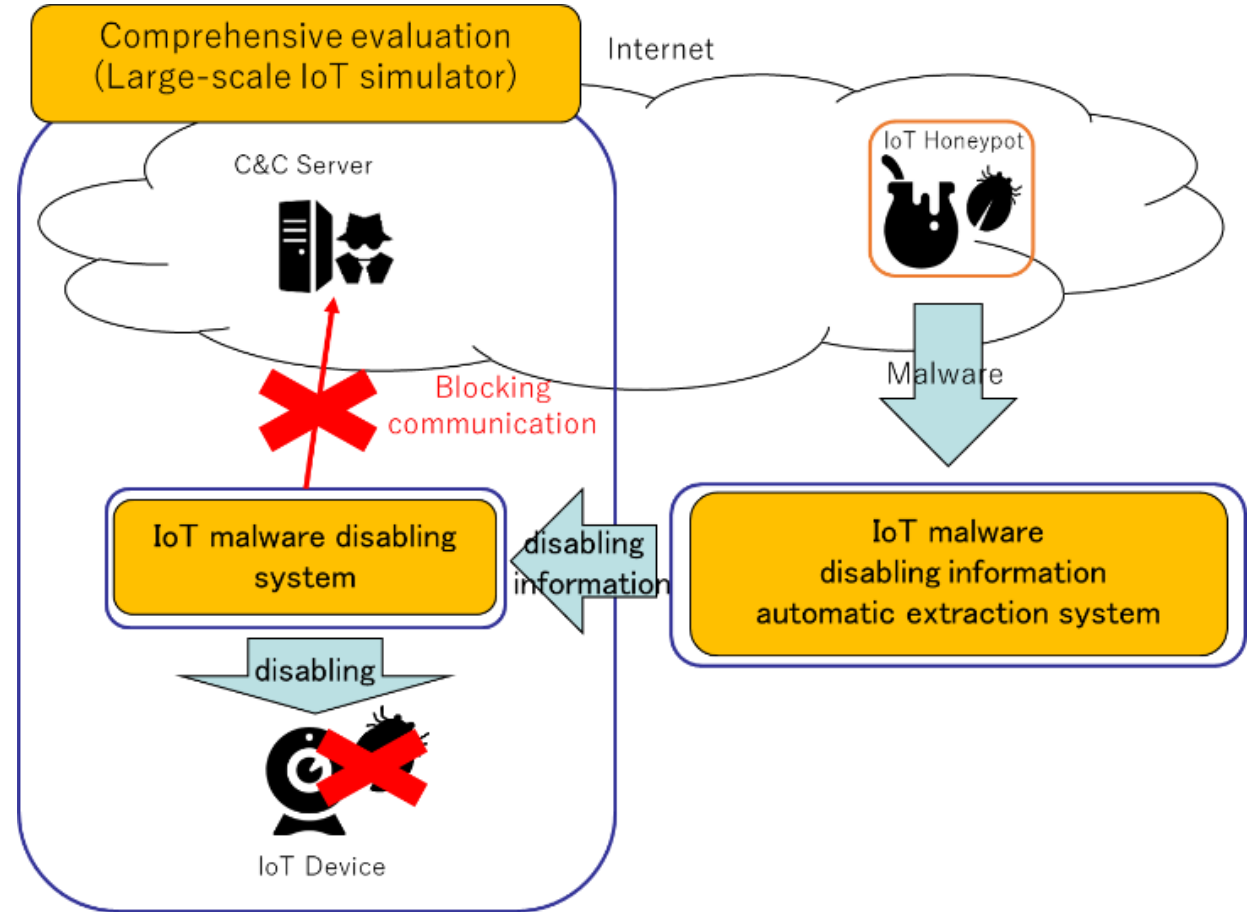 Comprehensive evaluation
(Large-scale IoT simulator)
Internet
C&C Server
IoT Honeypot
Malware
Blocking
communication
IoT malware disabling
system
disabling
information
IoT malware
disabling information
automatic extraction system
disabling
IoT Device